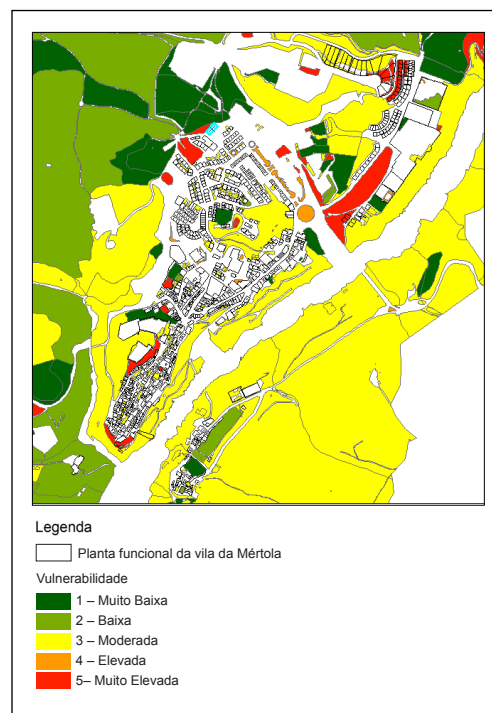 Legenda
Planta funcional da vila da Mértola
Vulnerabilidade
1 – Muito Baixa
2 – Baixa
3 – Moderada
4 – Elevada
5– Muito Elevada